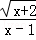 √(x+2)
x − 1